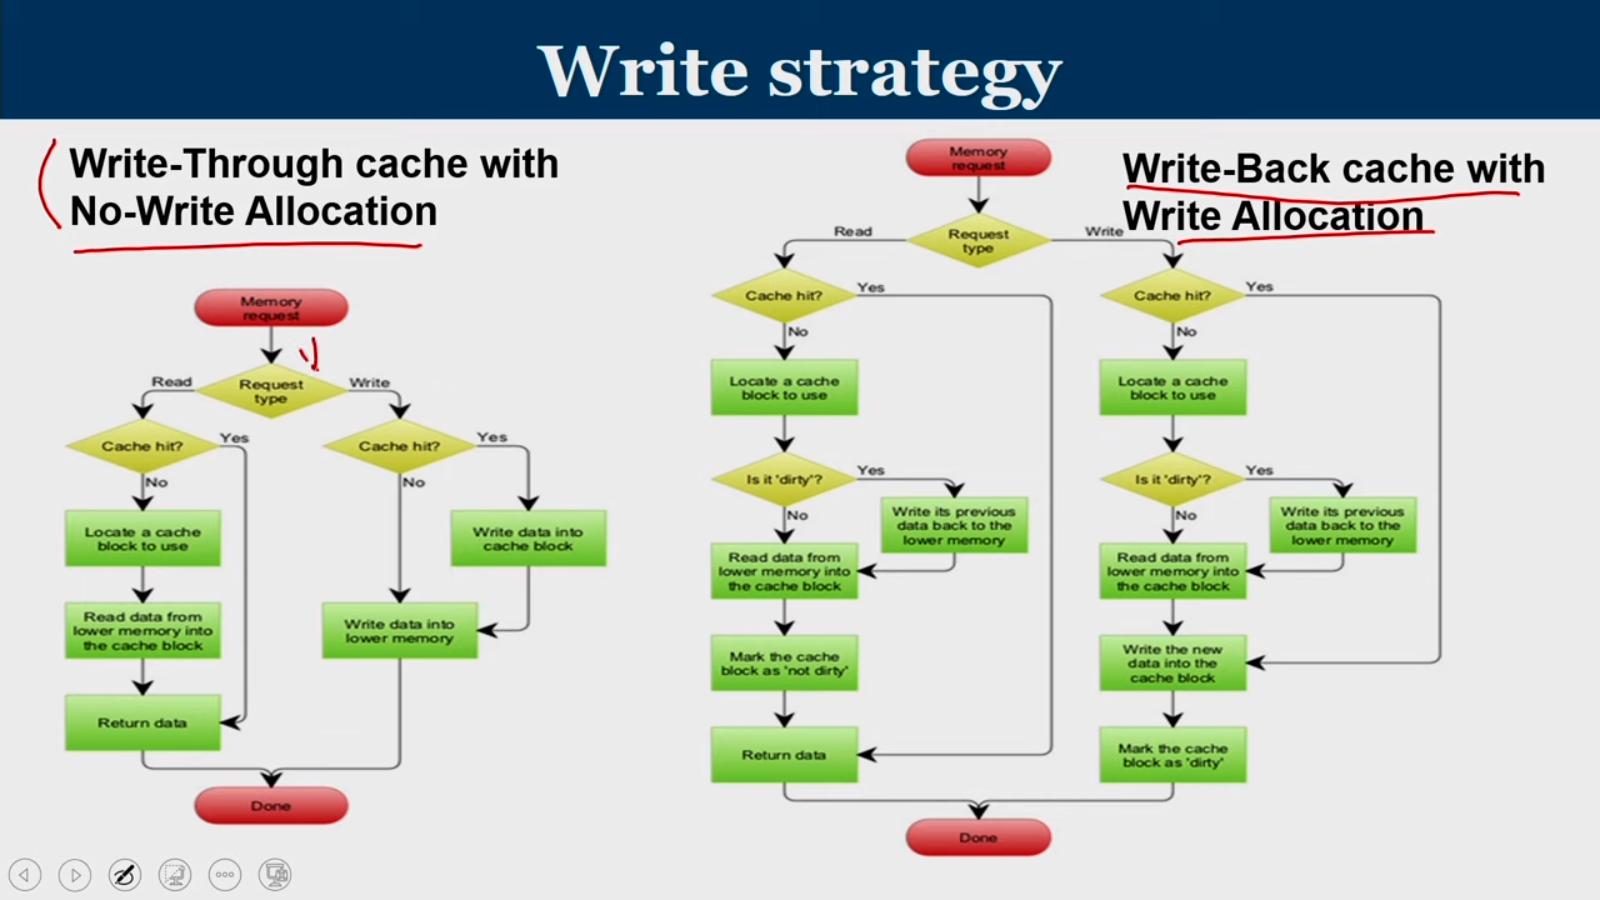 Write strategy
Write-Through cache with
No-Write Allocation
Memory
request
Request
type
Read
Write
Cache hit?
Yes
No
Locate a cache
block to use
Read data from
lower memory into
the cache block
Return data
Cache hit?
Yes
No
Write data into
cache block
Write data into
lower memory
Done
Write-Back cache with
Write Allocation
Memory
request
Request
type
Read
Write
Cache hit?
Yes
No
Locate a cache
block to use
Is it 'dirty'?
Yes
No
Write its previous
data back to the
lower memory
Read data from
lower memory into
the cache block
Mark the cache
block as 'not dirty'
Return data
Cache hit?
Yes
No
Locate a cache
block to use
Is it 'dirty'?
Yes
No
Write its previous
data back to the
lower memory
Read data from
lower memory into
the cache block
Write the new
data into the
cache block
Mark the cache
block as 'dirty'
Done